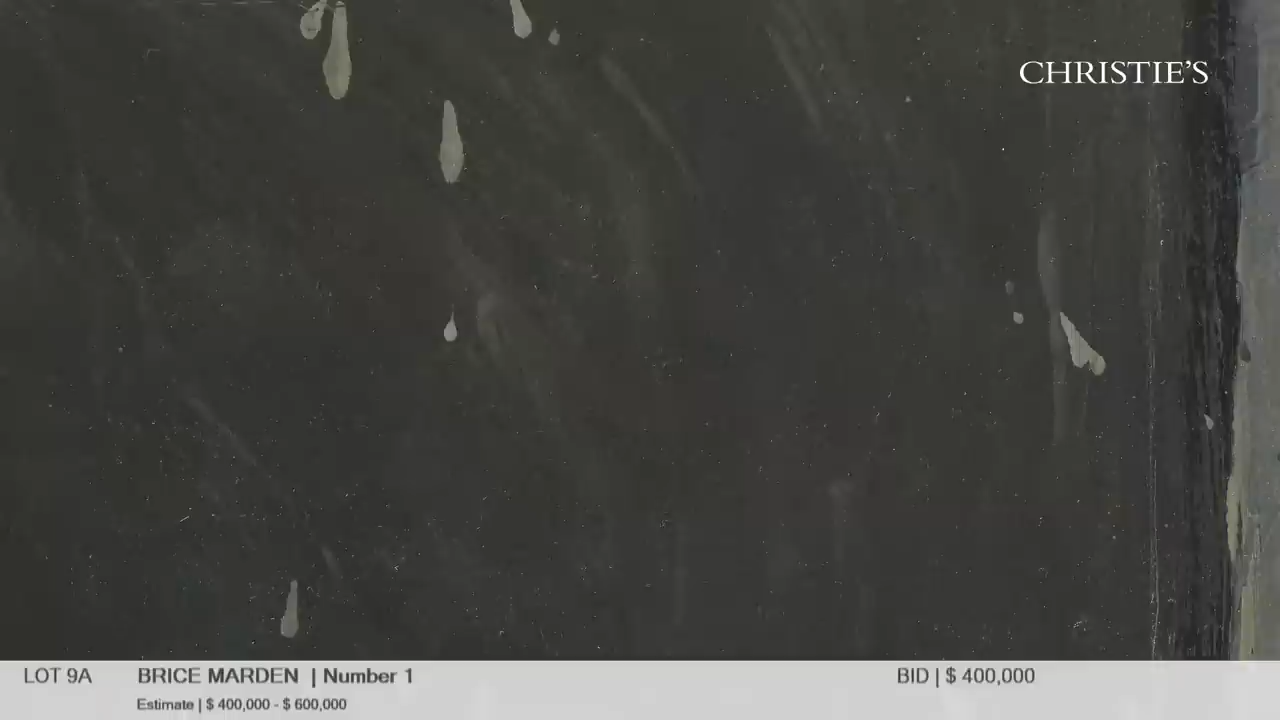 CHRISTIE'S
LOT 9A BRICE MARDEN | Number 1 BID | $ 400,000
Estimate | $ 400,000 - $ 600,000